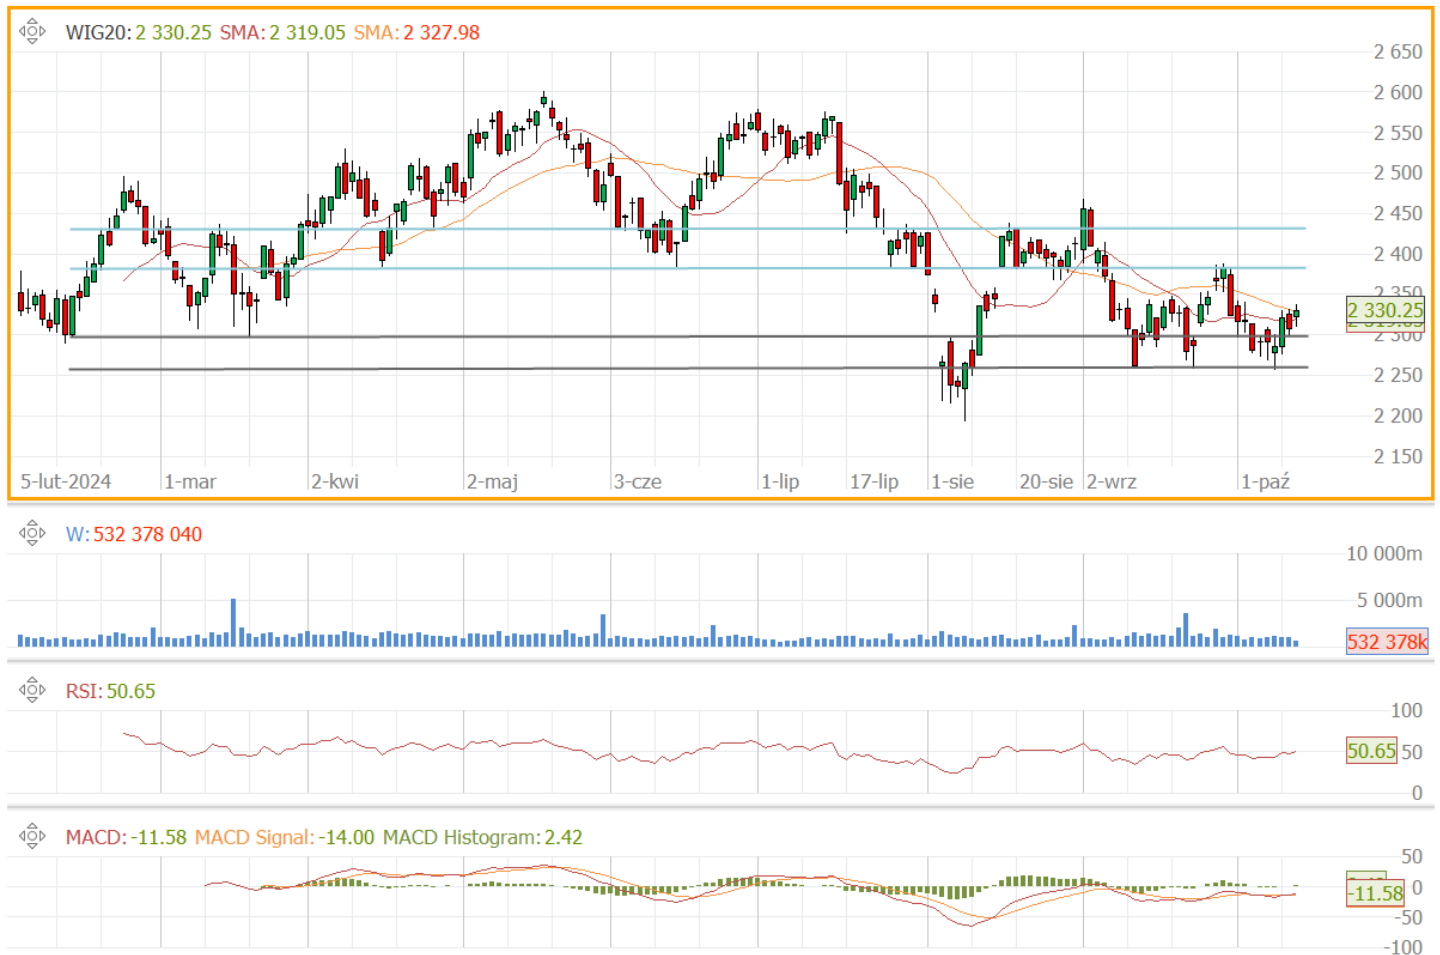 WIG20: 2 330.25 SMA: 2 319.05 SMA: 2 327.98
2 650
2 600
2 550
2 500
2 450
2 400
2 350
2 330.25
2 319.05
2 300
2 250
2 200
2 150
5-lut-2024 1-mar 2-kwi 2-maj 3-cze 1-lip 17-lip 1-sie 20-sie 2-wrz 1-paź
W: 532 378 040
10 000m
5 000m
532 378k
RSI: 50.65
100
50.65 50
0
MACD: -11.58 MACD Signal: -14.00 MACD Histogram: 2.42
50
0
-11.58
-50
-100